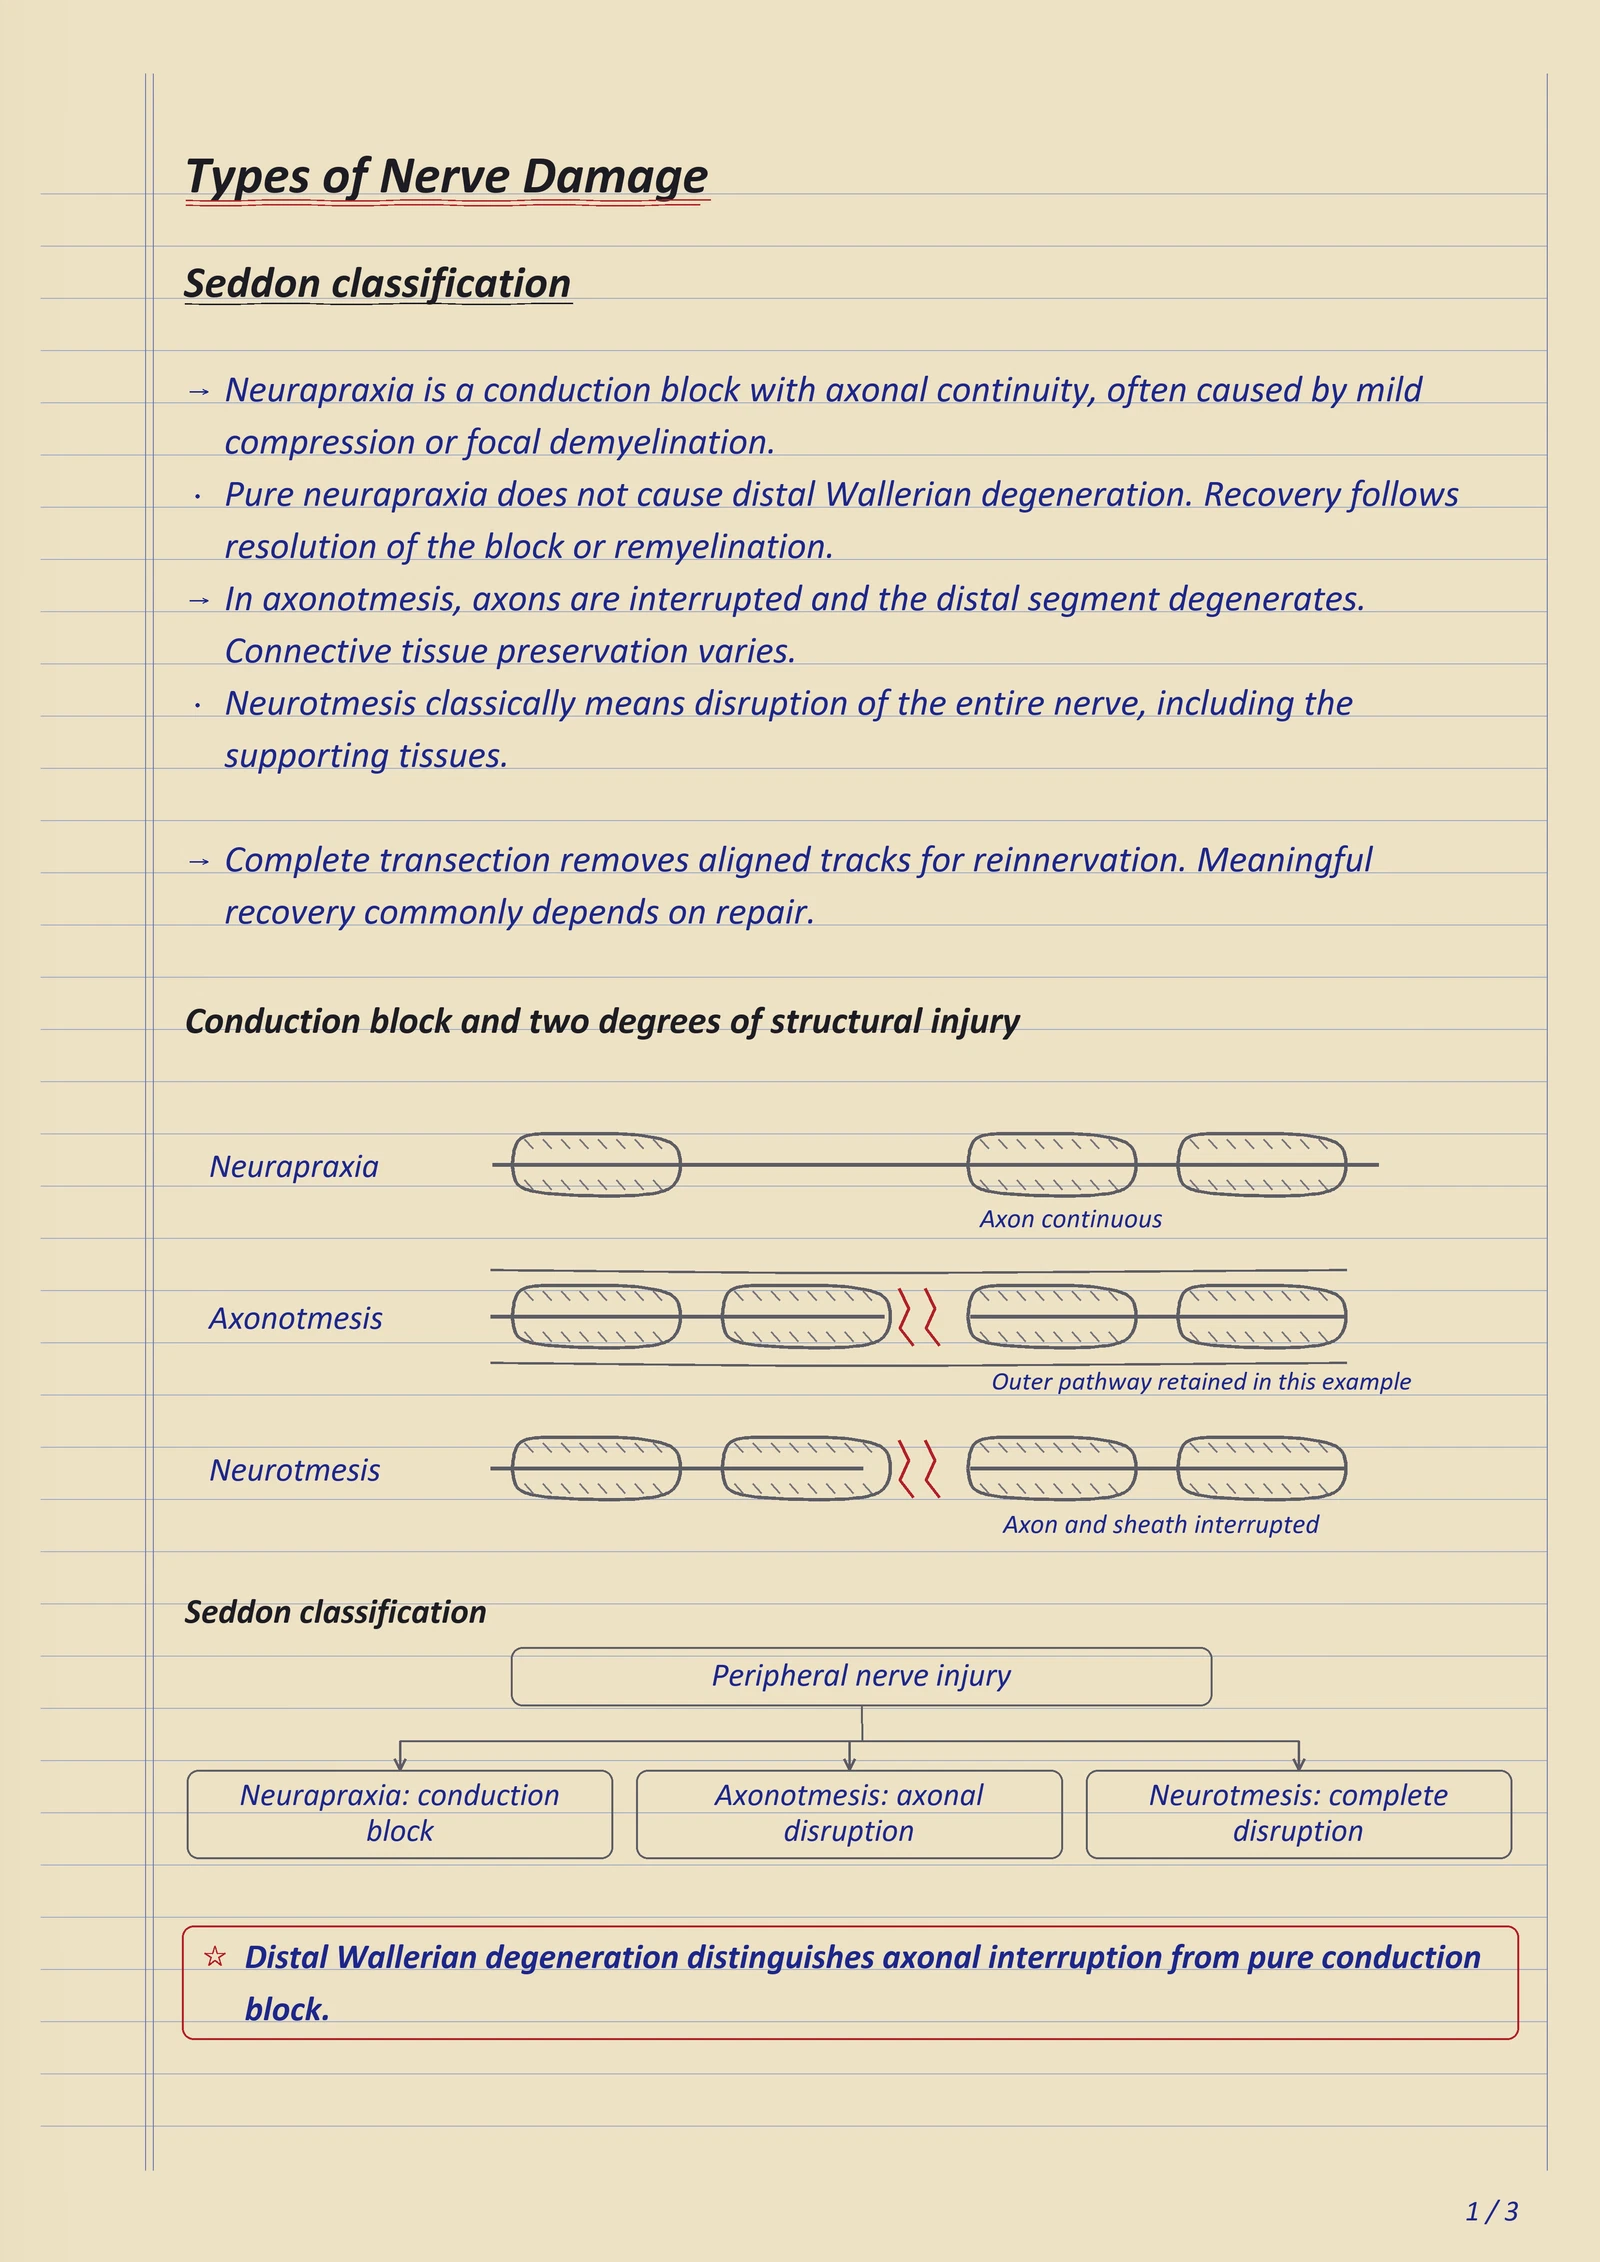 Types of Nerve Damage
Seddon classification
→ Neurapraxia is a conduction block with axonal continuity, often caused by mild
compression or focal demyelination.
· Pure neurapraxia does not cause distal Wallerian degeneration. Recovery follows
resolution of the block or remyelination.
→ In axonotmesis, axons are interrupted and the distal segment degenerates.
Connective tissue preservation varies.
· Neurotmesis classically means disruption of the entire nerve, including the
supporting tissues.
→ Complete transection removes aligned tracks for reinnervation. Meaningful
recovery commonly depends on repair.
Conduction block and two degrees of structural injury
Neurapraxia
Axon continuous
Axonotmesis
Outer pathway retained in this example
Neurotmesis
Axon and sheath interrupted
Seddon classification
Peripheral nerve injury
Neurapraxia: conduction
block
Axonotmesis: axonal
disruption
Neurotmesis: complete
disruption
☆ Distal Wallerian degeneration distinguishes axonal interruption from pure conduction
block.
1 / 3